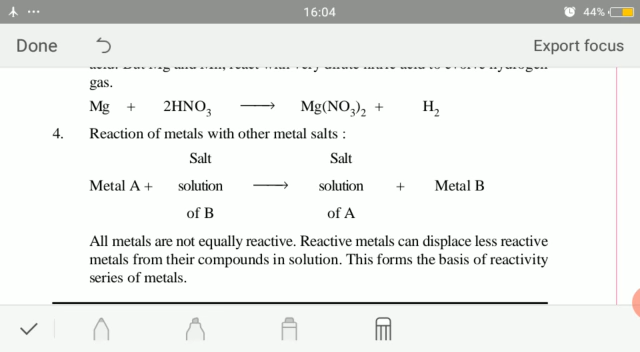 16:04
44%
Done
Export focus
gas.
Mg + 2HNO₃ ⟶ Mg(NO₃)₂ + H₂
4. Reaction of metals with other metal salts :
Salt Salt
Metal A + solution ⟶ solution + Metal B
of B of A
All metals are not equally reactive. Reactive metals can displace less reactive
metals from their compounds in solution. This forms the basis of reactivity
series of metals.